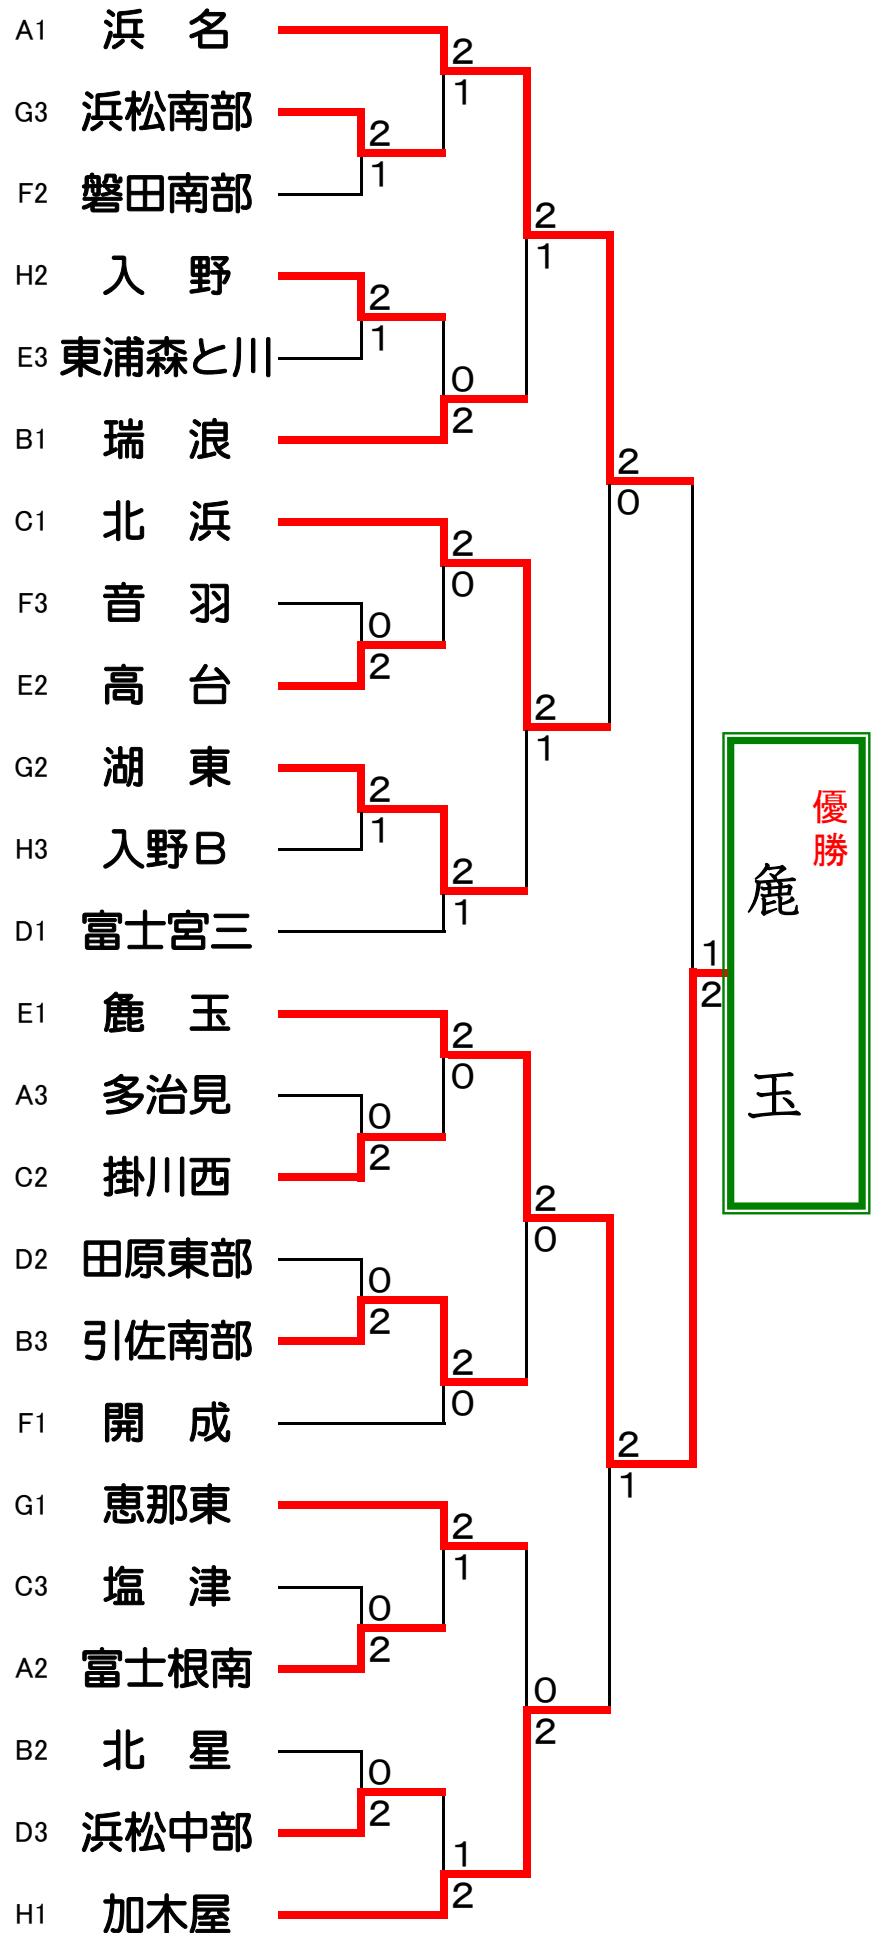 A1 浜 名
G3 浜松南部
F2 磐田南部
H2 入 野
E3 東浦森と川
B1 瑞 浪
C1 北 浜
F3 音 羽
E2 高 台
G2 湖 東
H3 入野B
D1 富士宮三
E1 麁 玉
A3 多治見
C2 掛川西
D2 田原東部
B3 引佐南部
F1 開 成
G1 恵那東
C3 塩 津
A2 富士根南
B2 北 星
D3 浜松中部
H1 加木屋
2
1
2
1
0
2
0
2
2
1
0
2
0
2
0
2
0
2
2
1
0
2
2
0
2
1
2
0
2
0
2
1
1
2
2
1
2
1
2
0
0
2
2
0
2
1
1
2
優勝
麁 玉